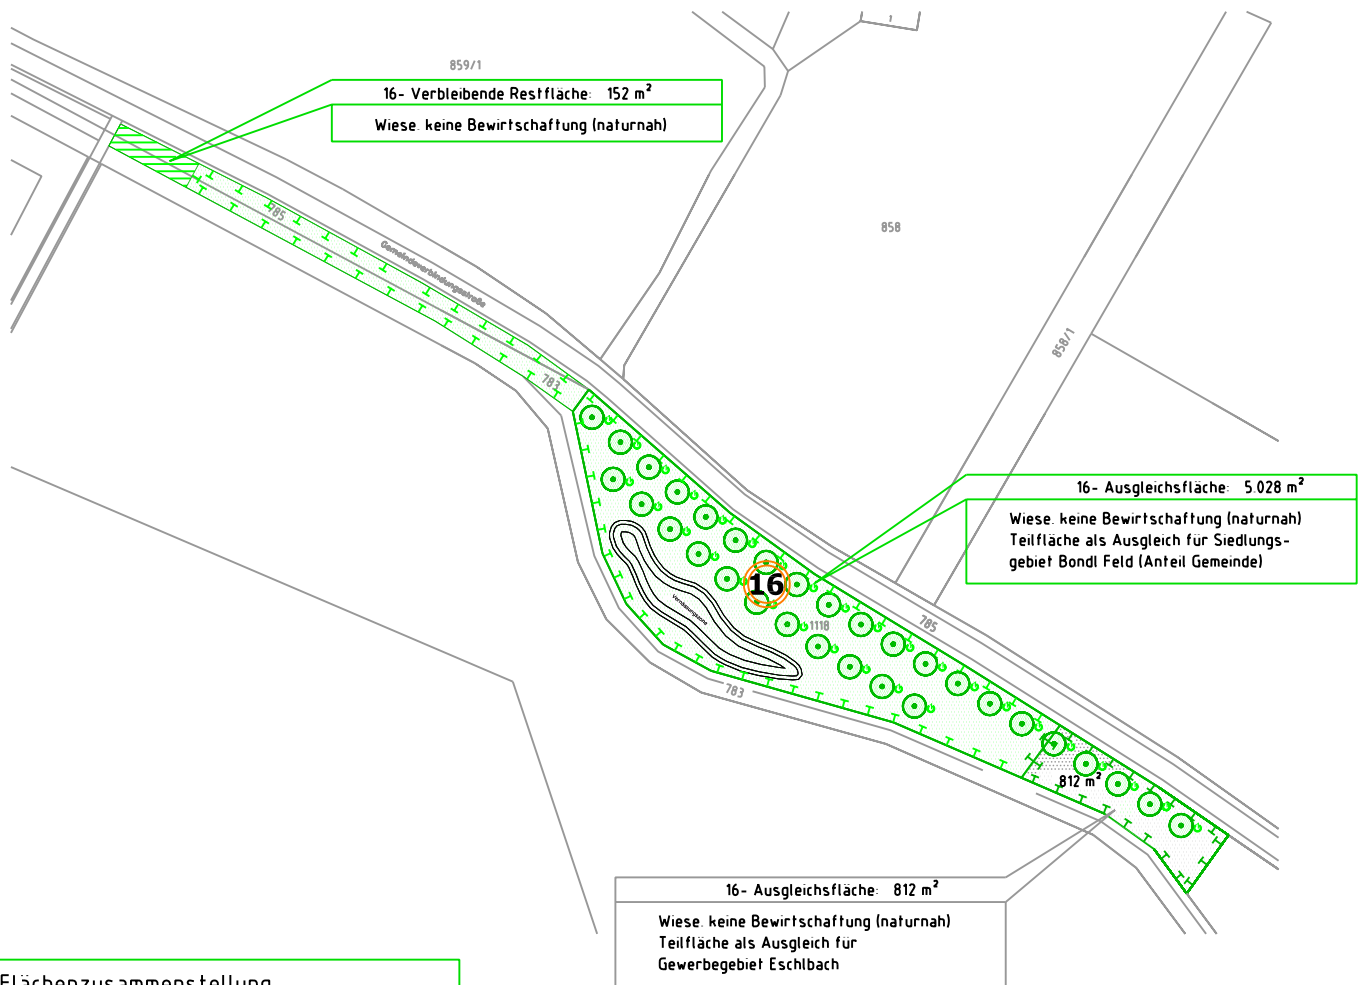 1
859/1
16- Verbleibende Restfläche: 152 m²
Wiese. keine Bewirtschaftung (naturnah)
785
858
Gemeindeverbindungsstraße
858/1
783
16- Ausgleichsfläche: 5.028 m²
Wiese. keine Bewirtschaftung (naturnah)
Teilfläche als Ausgleich für Siedlungs-
gebiet Bondl Feld (Anteil Gemeinde)
16
1118
785
783
812 m²
16- Ausgleichsfläche: 812 m²
Wiese. keine Bewirtschaftung (naturnah)
Teilfläche als Ausgleich für
Gewerbegebiet Eschlbach
Flächenzusammenstellung